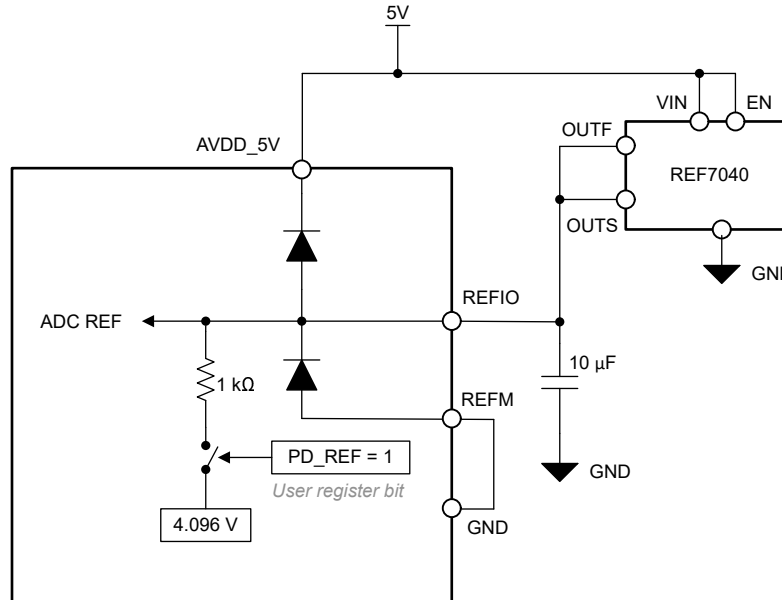 5V
VIN
EN
OUTF
AVDD_5V
REF7040
OUTS
GND
REFIO
ADC REF
10 µF
1 kΩ
REFM
PD_REF = 1
GND
User register bit
4.096 V
GND